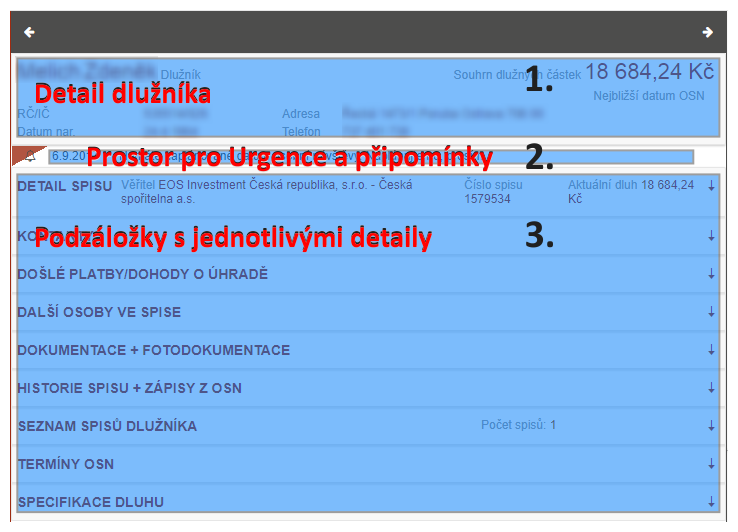 Dlužník
Souhrn dlužných částek 18 684,24 Kč
1.
Detail dlužníka
Nejbližší datum OSN
RČ/IČ
Adresa
Datum nar.
Telefon
6.9.20
Prostor pro Urgence a připomínky
2.
DETAIL SPISU Věřitel EOS Investment Česká republika, s.r.o. - Česká
spořitelna a.s.
Číslo spisu
1579534
Aktuální dluh 18 684,24
Kč
Podzáložky s jednotlivými detaily
3.
DOŠLÉ PLATBY/DOHODY O ÚHRADĚ
DALŠÍ OSOBY VE SPISE
DOKUMENTACE + FOTODOKUMENTACE
HISTORIE SPISU + ZÁPISY Z OSN
SEZNAM SPISŮ DLUŽNÍKA Počet spisů: 1
TERMÍNY OSN
SPECIFIKACE DLUHU